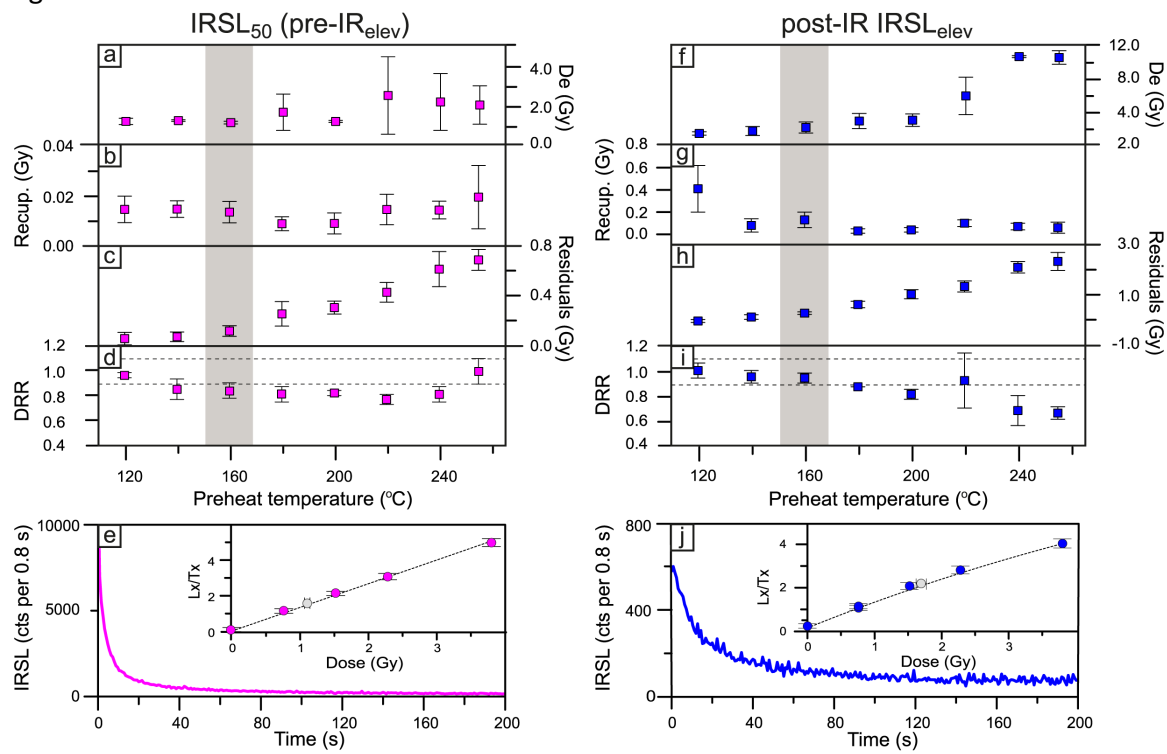 IRSL50 (pre-IRelev)
post-IR IRSLelev
a
De (Gy)
4.0
2.0
0.0
b
Recup. (Gy)
0.04
0.02
0.00
c
Residuals (Gy)
0.8
0.4
0.0
d
DRR
1.2
1.0
0.8
0.6
0.4
120 160 200 240
Preheat temperature (°C)
f
De (Gy)
12.0
8.0
4.0
2.0
g
Recup. (Gy)
0.8
0.6
0.4
0.2
0.0
h
Residuals (Gy)
3.0
1.0
-1.0
i
DRR
1.2
1.0
0.8
0.6
0.4
120 160 200 240
Preheat temperature (°C)
e
IRSL (cts per 0.8 s)
10000
5000
0
0 40 80 120 160 200
Time (s)
Lx/Tx
4
2
0
0 1 2 3
Dose (Gy)
j
IRSL (cts per 0.8 s)
800
400
0
0 40 80 120 160 200
Time (s)
Lx/Tx
4
2
0
0 1 2 3
Dose (Gy)